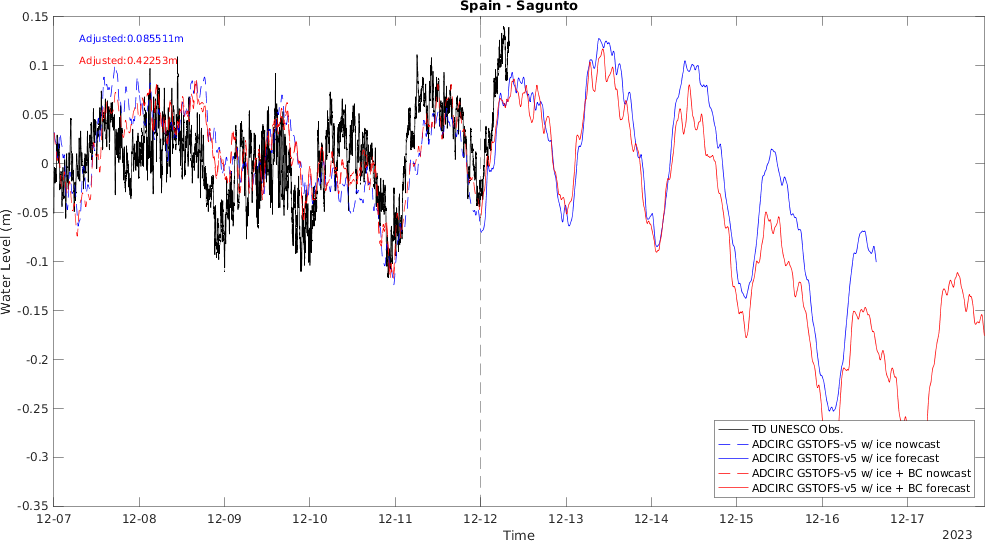 Spain - Sagunto
Adjusted:0.085511m
Adjusted:0.42253m
0.15
0.1
0.05
0
-0.05
-0.1
-0.15
-0.2
-0.25
-0.3
-0.35
Water Level (m)
TD UNESCO Obs.
ADCIRC GSTOFS-v5 w/ ice nowcast
ADCIRC GSTOFS-v5 w/ ice forecast
ADCIRC GSTOFS-v5 w/ ice + BC nowcast
ADCIRC GSTOFS-v5 w/ ice + BC forecast
12-07 12-08 12-09 12-10 12-11 12-12 12-13 12-14 12-15 12-16 12-17
Time
2023